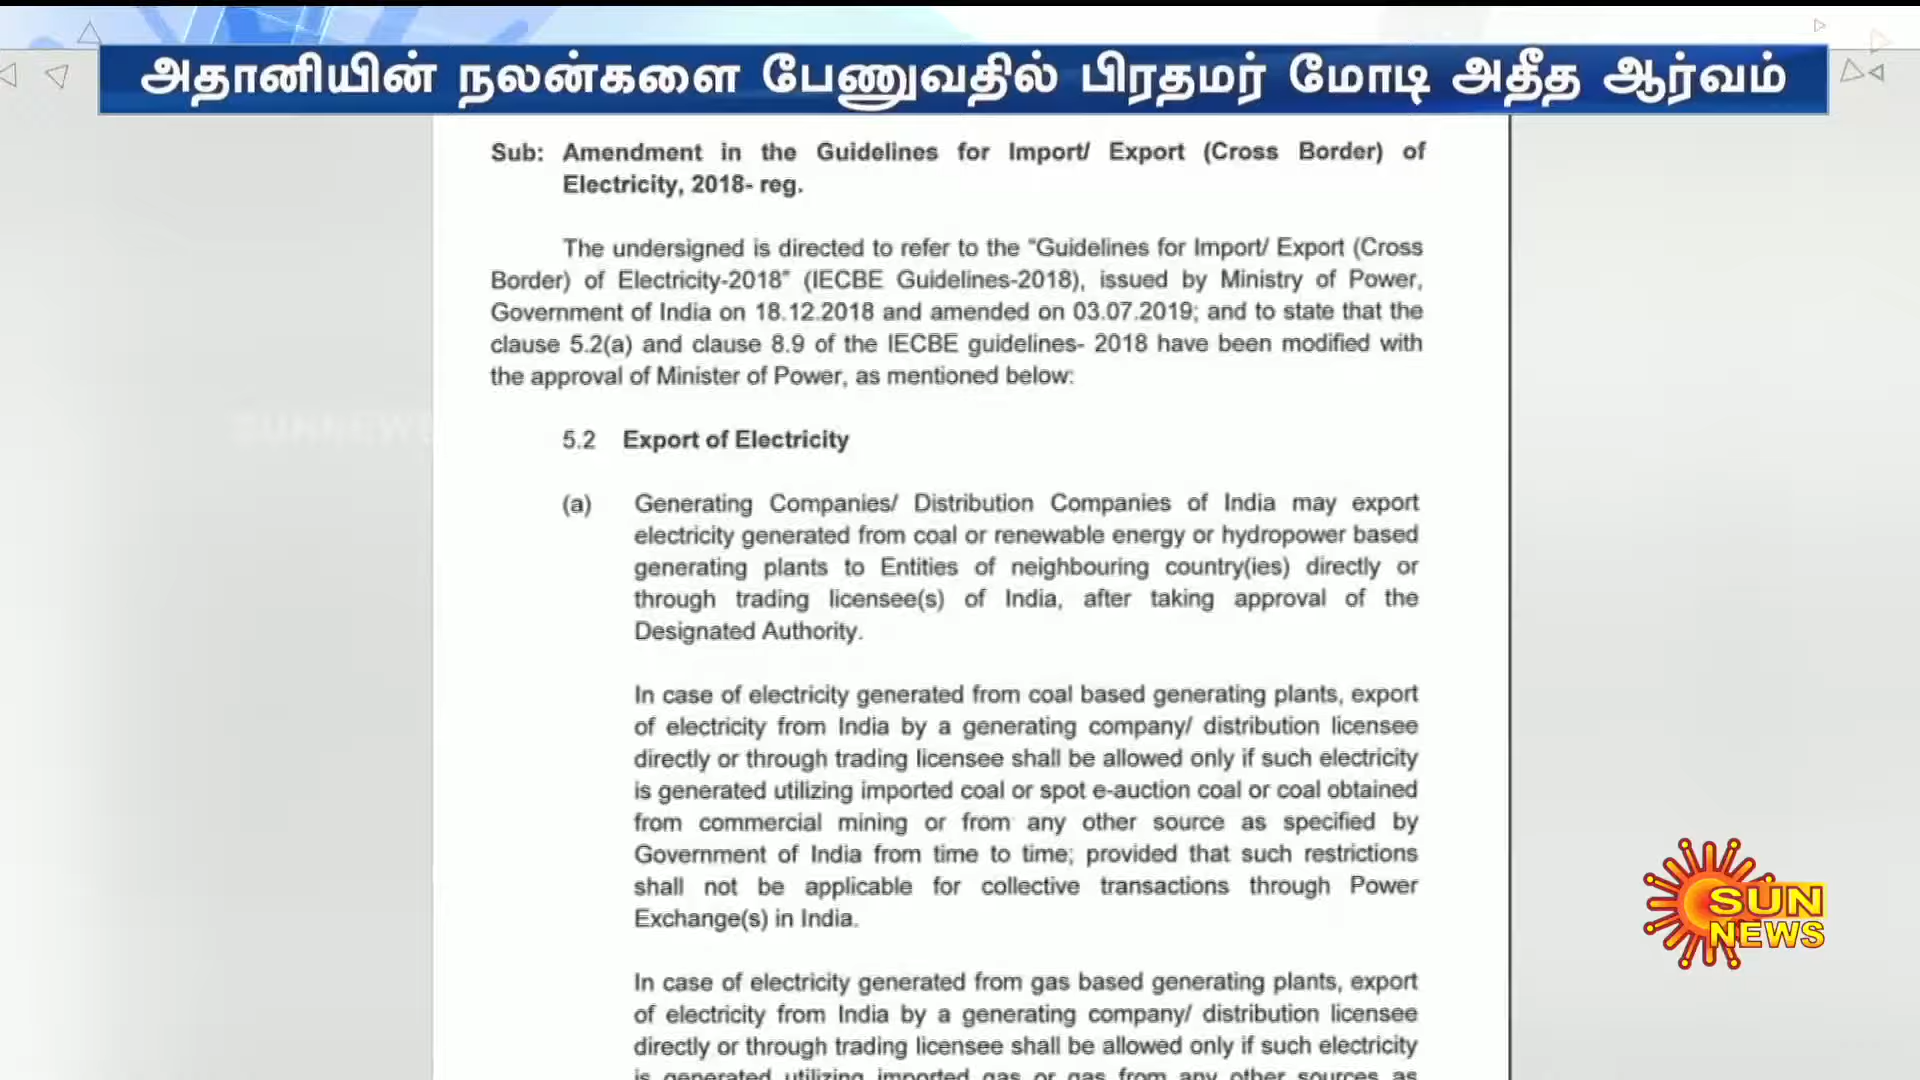 அதானியின் நலன்களை பேணுவதில் பிரதமர் மோடி அதீத ஆர்வம்
Sub: Amendment in the Guidelines for Import/ Export (Cross Border) of
Electricity, 2018- reg.
The undersigned is directed to refer to the "Guidelines for Import/ Export (Cross
Border) of Electricity-2018" (IECBE Guidelines-2018), issued by Ministry of Power,
Government of India on 18.12.2018 and amended on 03.07.2019; and to state that the
clause 5.2(a) and clause 8.9 of the IECBE guidelines- 2018 have been modified with
the approval of Minister of Power, as mentioned below:
SUNNEWS
5.2 Export of Electricity
(a) Generating Companies/ Distribution Companies of India may export
electricity generated from coal or renewable energy or hydropower based
generating plants to Entities of neighbouring country(ies) directly or
through trading licensee(s) of India, after taking approval of the
Designated Authority.
In case of electricity generated from coal based generating plants, export
of electricity from India by a generating company/ distribution licensee
directly or through trading licensee shall be allowed only if such electricity
is generated utilizing imported coal or spot e-auction coal or coal obtained
from commercial mining or from any other source as specified by
Government of India from time to time; provided that such restrictions
shall not be applicable for collective transactions through Power
Exchange(s) in India.
SUN
NEWS
In case of electricity generated from gas based generating plants, export
of electricity from India by a generating company/ distribution licensee
directly or through trading licensee shall be allowed only if such electricity
is generated utilizing imported gas or gas from any other sources as